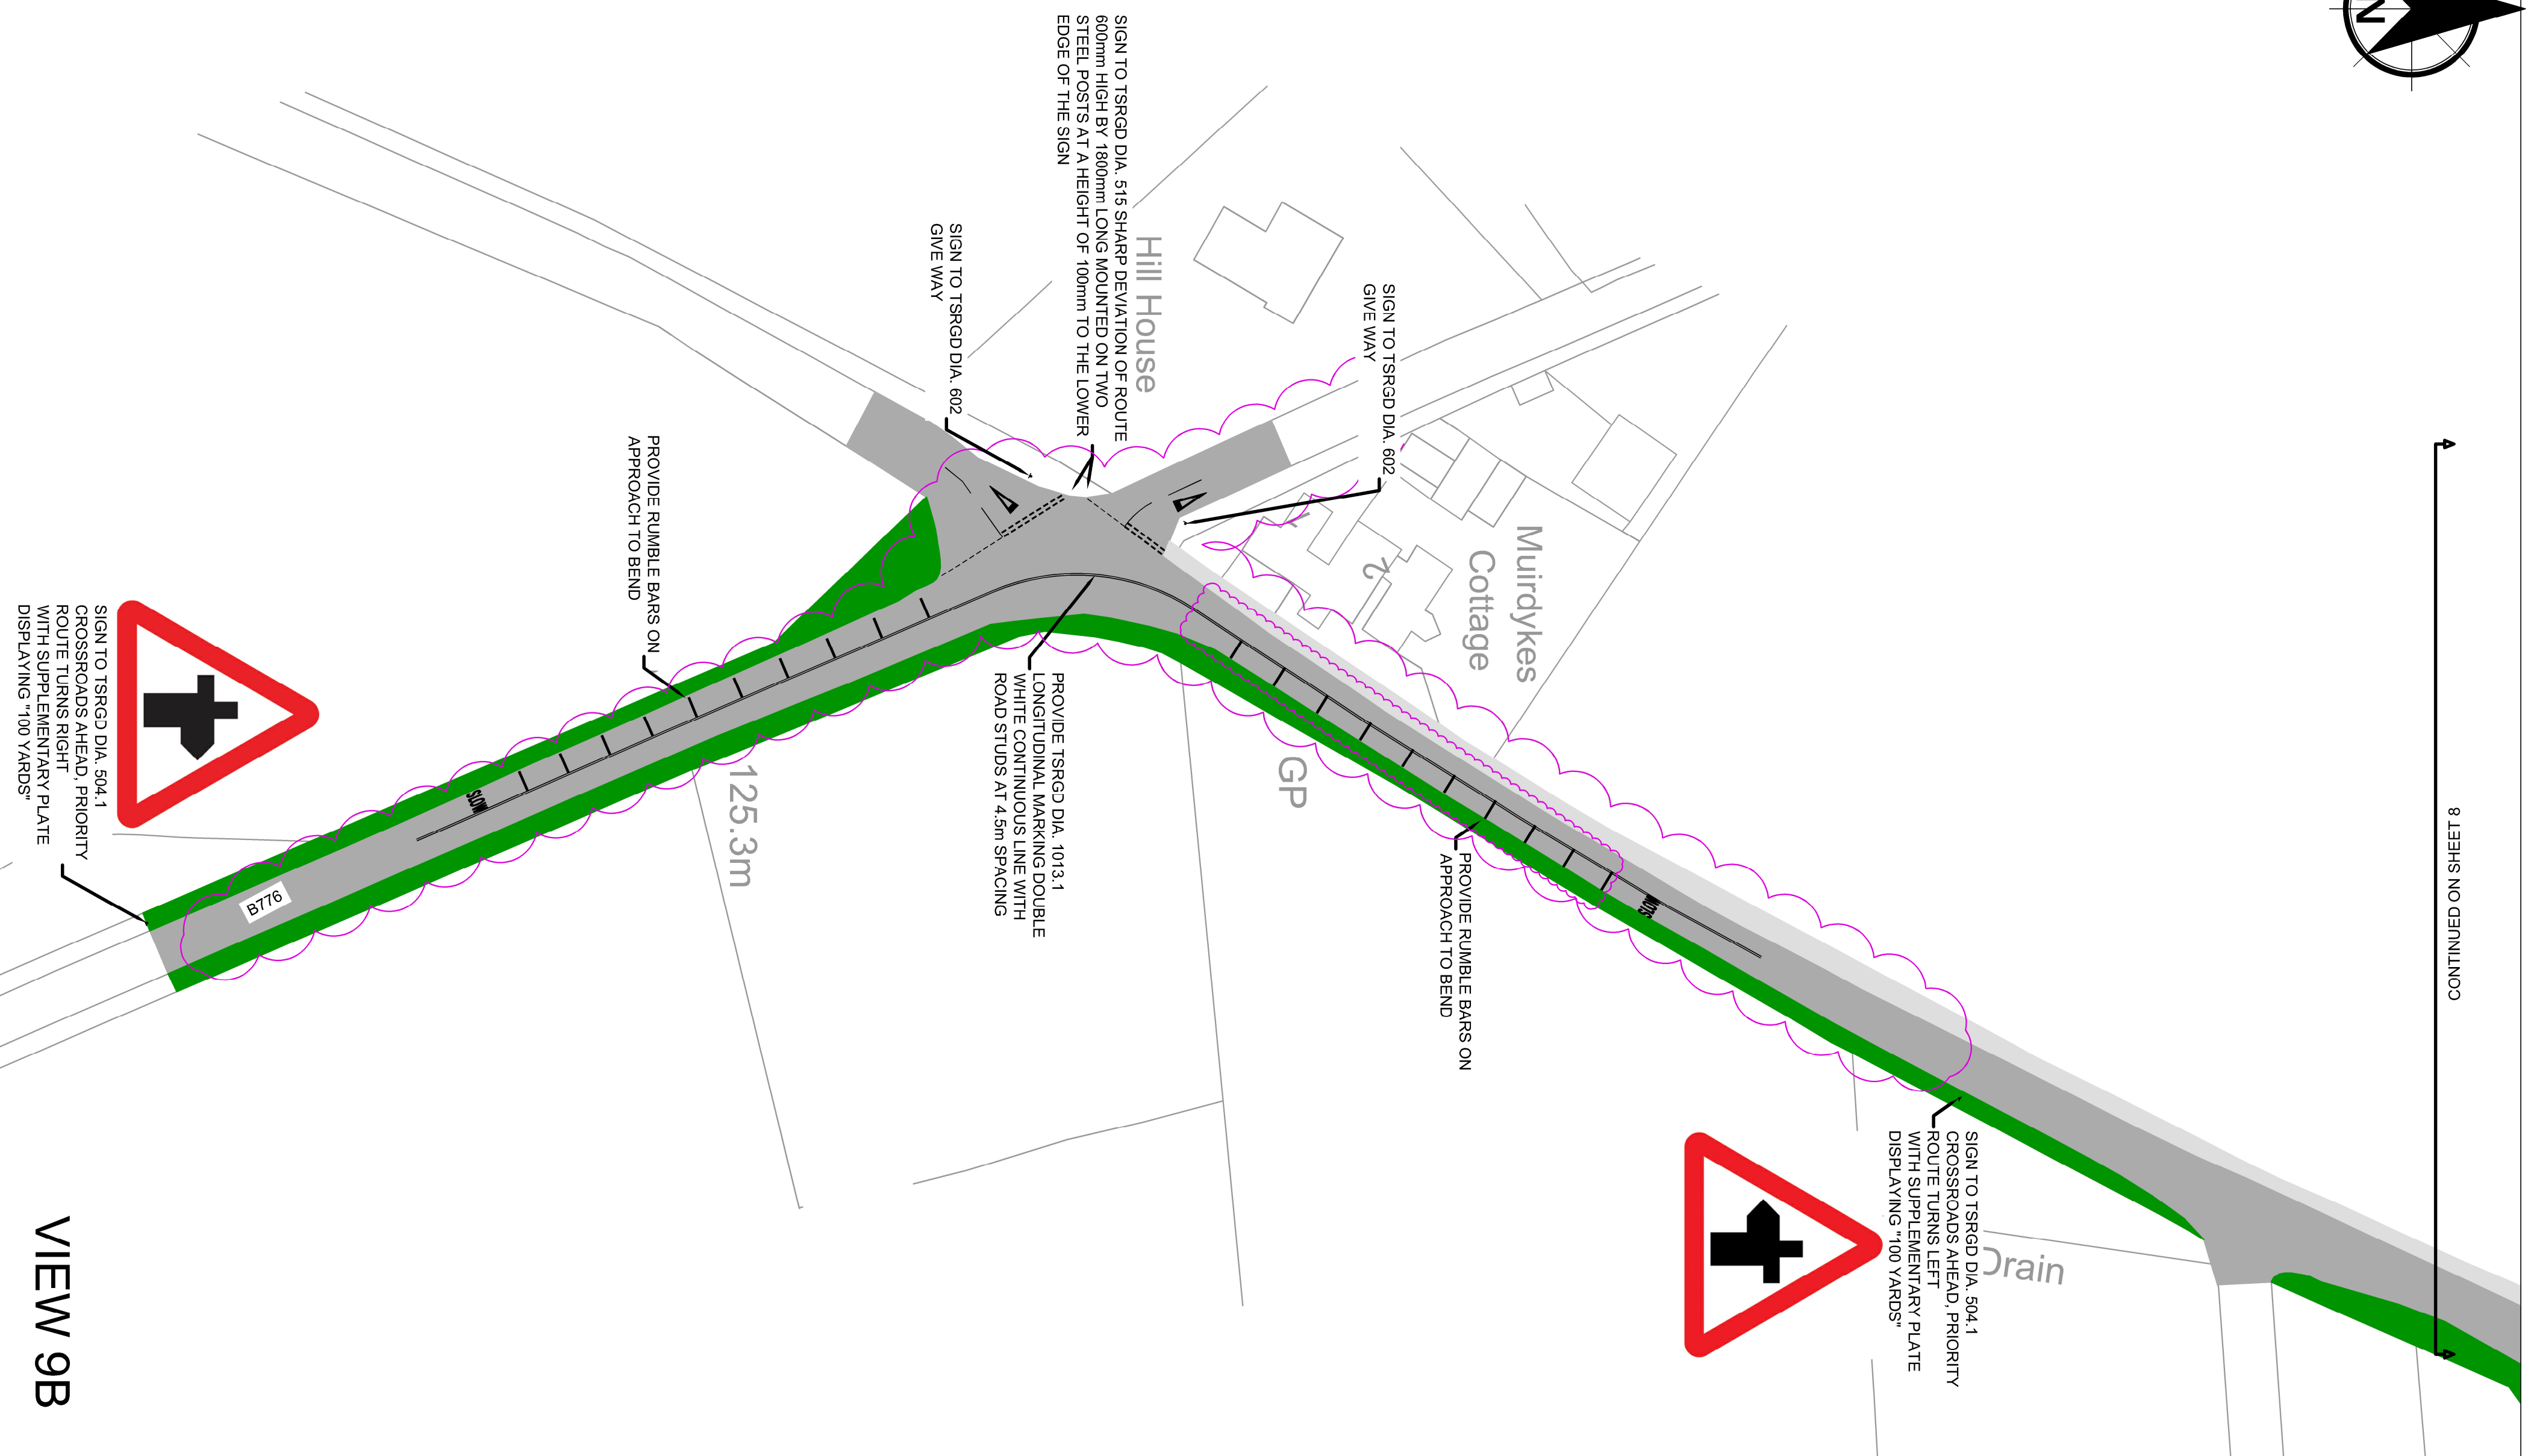 N
SIGN TO TSRGD DIA. 515 SHARP DEVIATION OF ROUTE
600mm HIGH BY 1800mm LONG MOUNTED ON TWO
STEEL POSTS AT A HEIGHT OF 100mm TO THE LOWER
EDGE OF THE SIGN
Hill House
SIGN TO TSRGD DIA. 602
GIVE WAY
SIGN TO TSRGD DIA. 602
GIVE WAY
Muirdykes
Cottage
1
2
PROVIDE RUMBLE BARS ON
APPROACH TO BEND
SIGN TO TSRGD DIA. 504.1
CROSSROADS AHEAD, PRIORITY
ROUTE TURNS RIGHT
WITH SUPPLEMENTARY PLATE
DISPLAYING "100 YARDS"
SLOW
B776
125.3m
PROVIDE TSRGD DIA. 1013.1
LONGITUDINAL MARKING DOUBLE
WHITE CONTINUOUS LINE WITH
ROAD STUDS AT 4.5m SPACING
GP
PROVIDE RUMBLE BARS ON
APPROACH TO BEND
SLOW
CONTINUED ON SHEET 8
SIGN TO TSRGD DIA. 504.1
CROSSROADS AHEAD, PRIORITY
ROUTE TURNS LEFT
WITH SUPPLEMENTARY PLATE
DISPLAYING "100 YARDS"
Drain
VIEW 9B